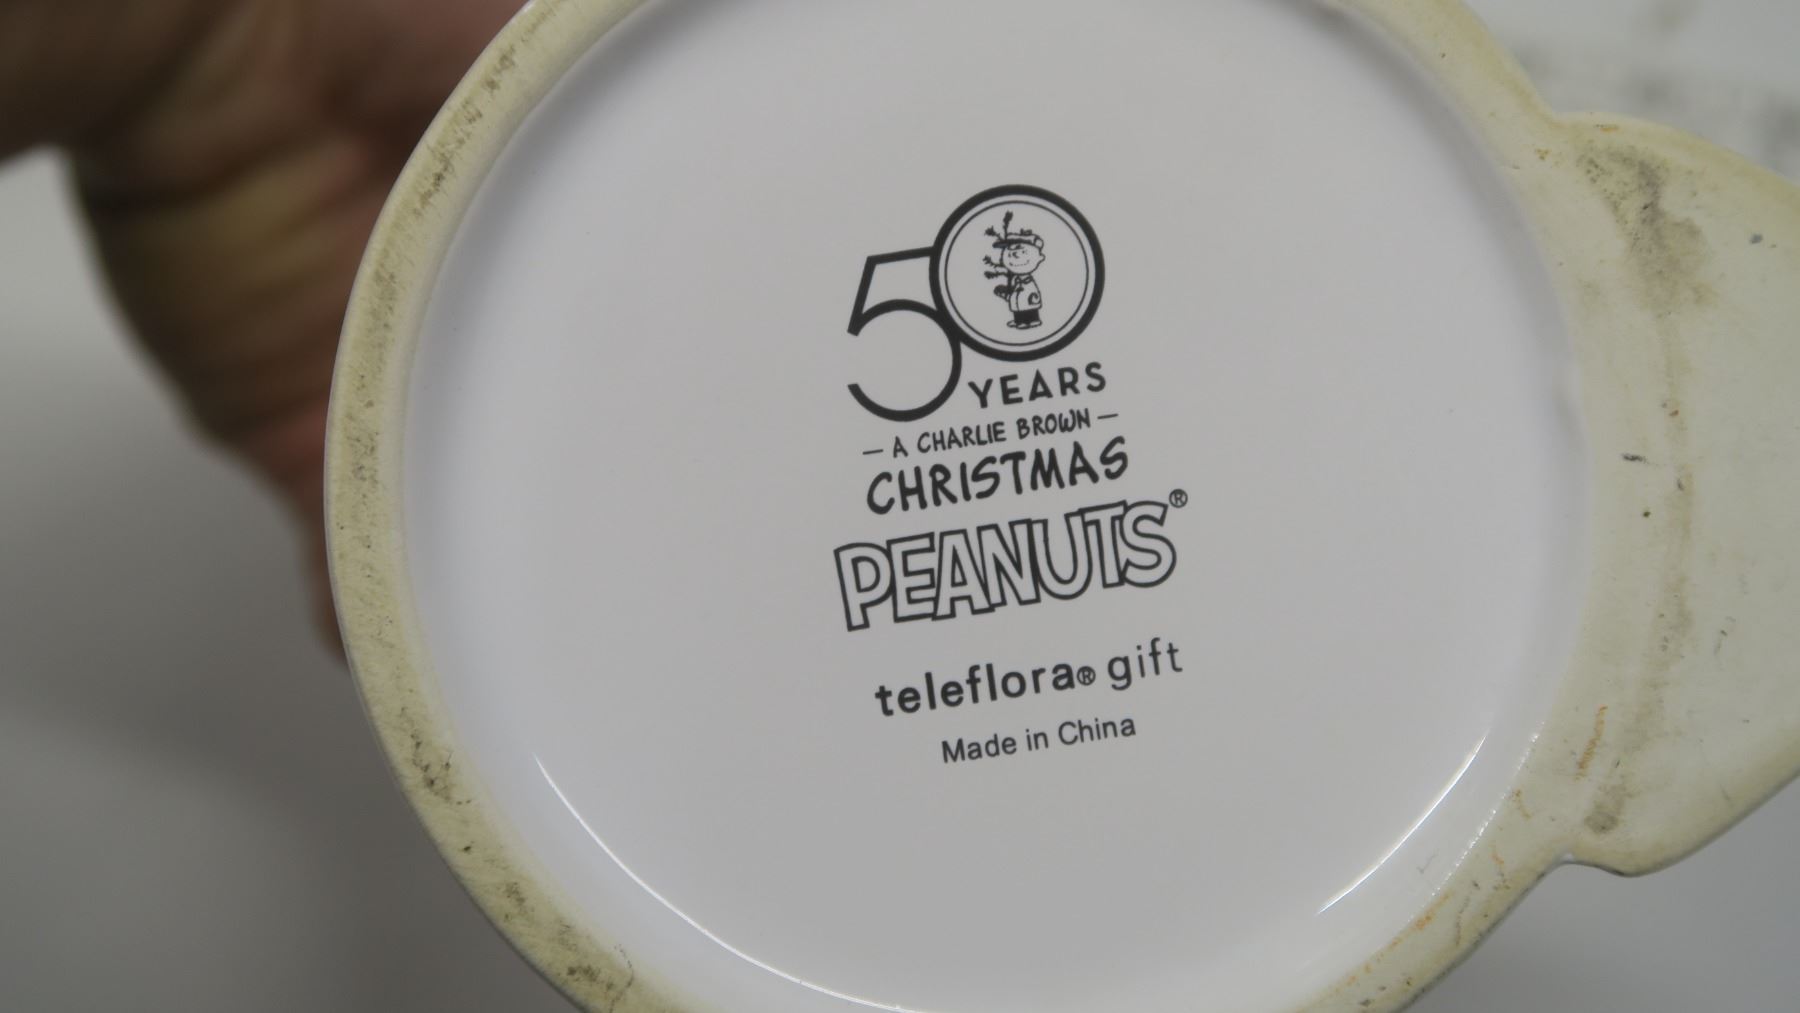 50
YEARS
— A CHARLIE BROWN —
CHRISTMAS
PEANUTS®
teleflora® gift
Made in China